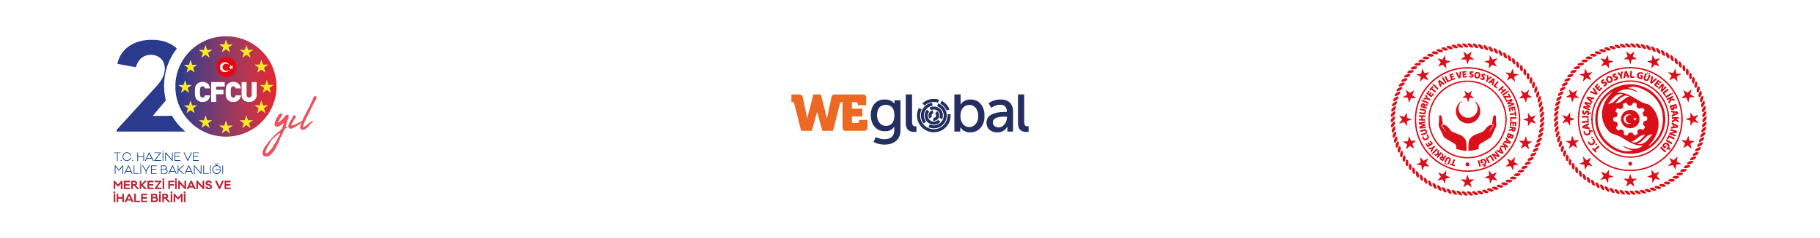 20
CFCU
yıl
T.C. HAZİNE VE
MALİYE BAKANLIĞI
MERKEZİ FİNANS VE
İHALE BİRİMİ
WEglobal
TÜRKİYE CUMHURİYETİ AİLE VE SOSYAL HİZMETLER BAKANLIĞI
T.C. ÇALIŞMA VE SOSYAL GÜVENLİK BAKANLIĞI